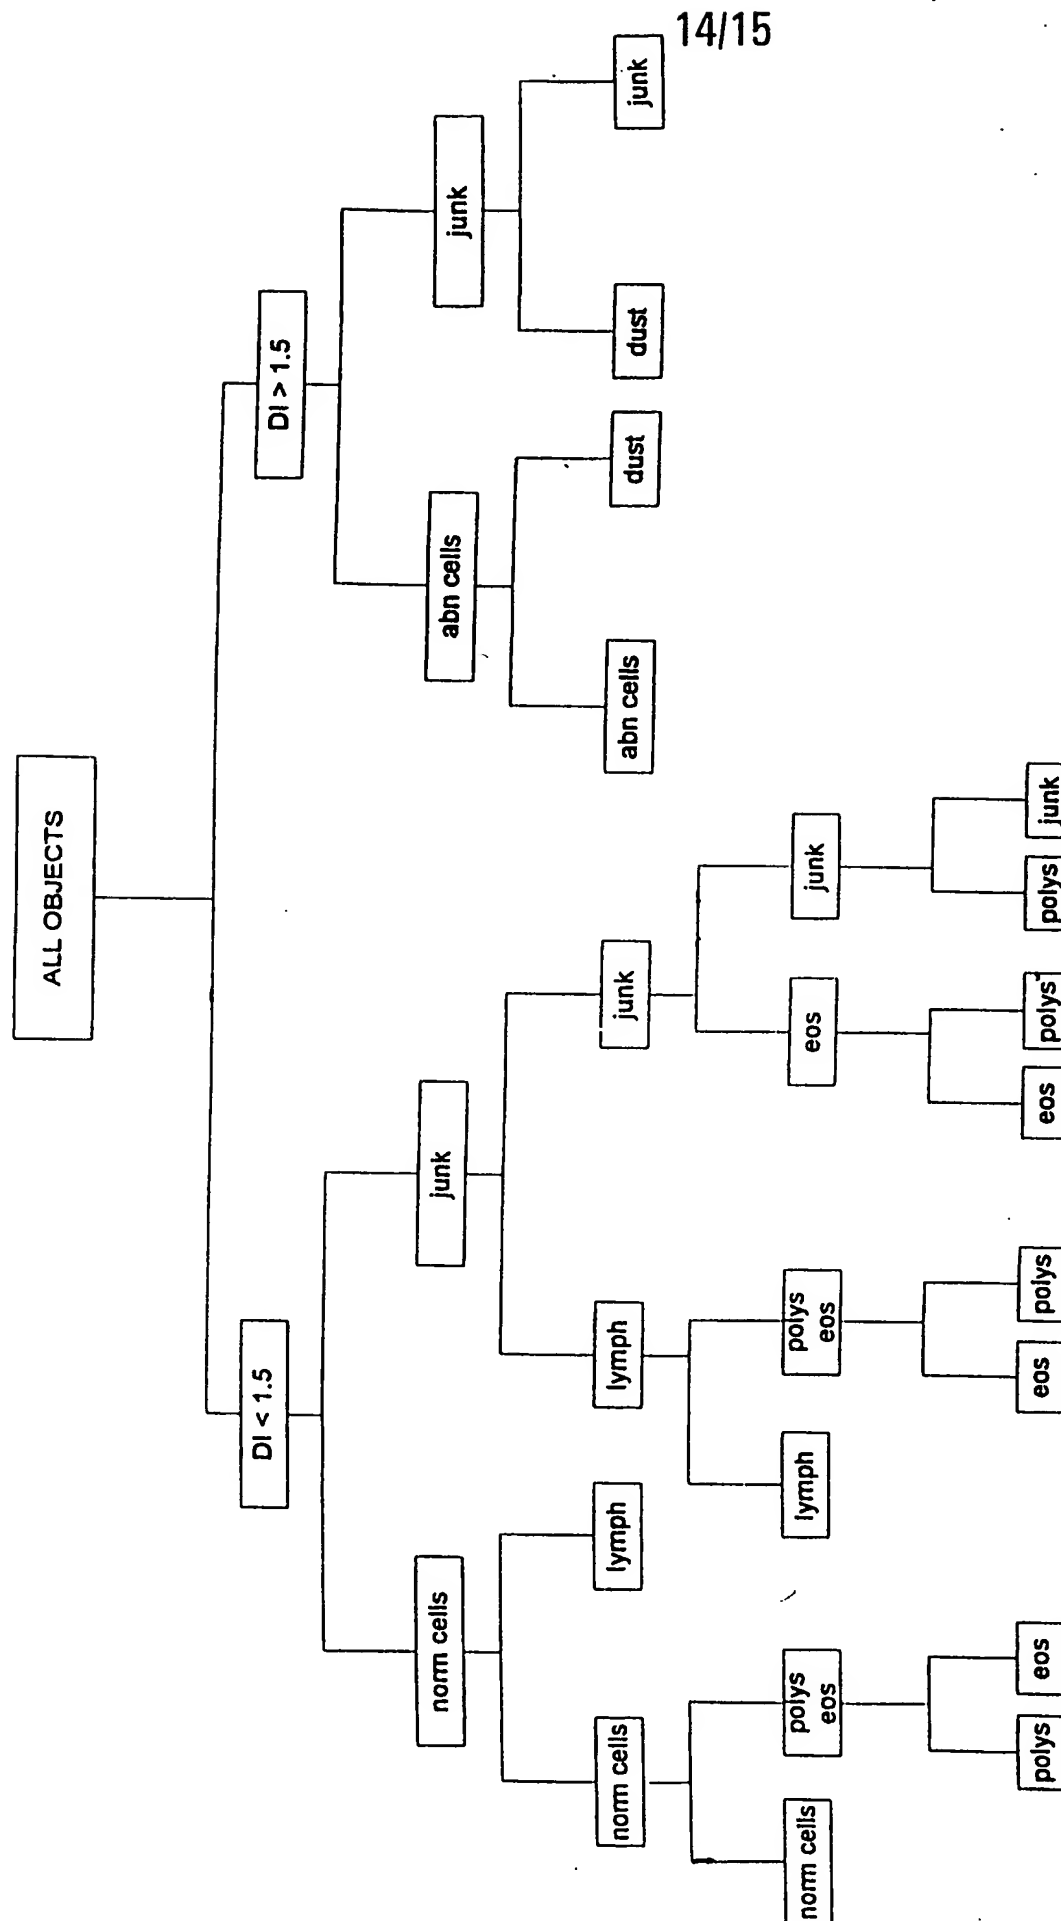 14/15
ALL OBJECTS
DI < 1.5
DI > 1.5
norm cells
junk
abn cells
junk
norm cells
lymph
lymph
junk
abn cells
dust
dust
junk
norm cells
polys
eos
lymph
polys
eos
eos
junk
polys
eos
eos
polys
eos
polys
polys
junk